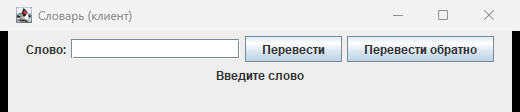 Словарь (клиент)
Слово: Перевести Перевести обратно
Введите слово